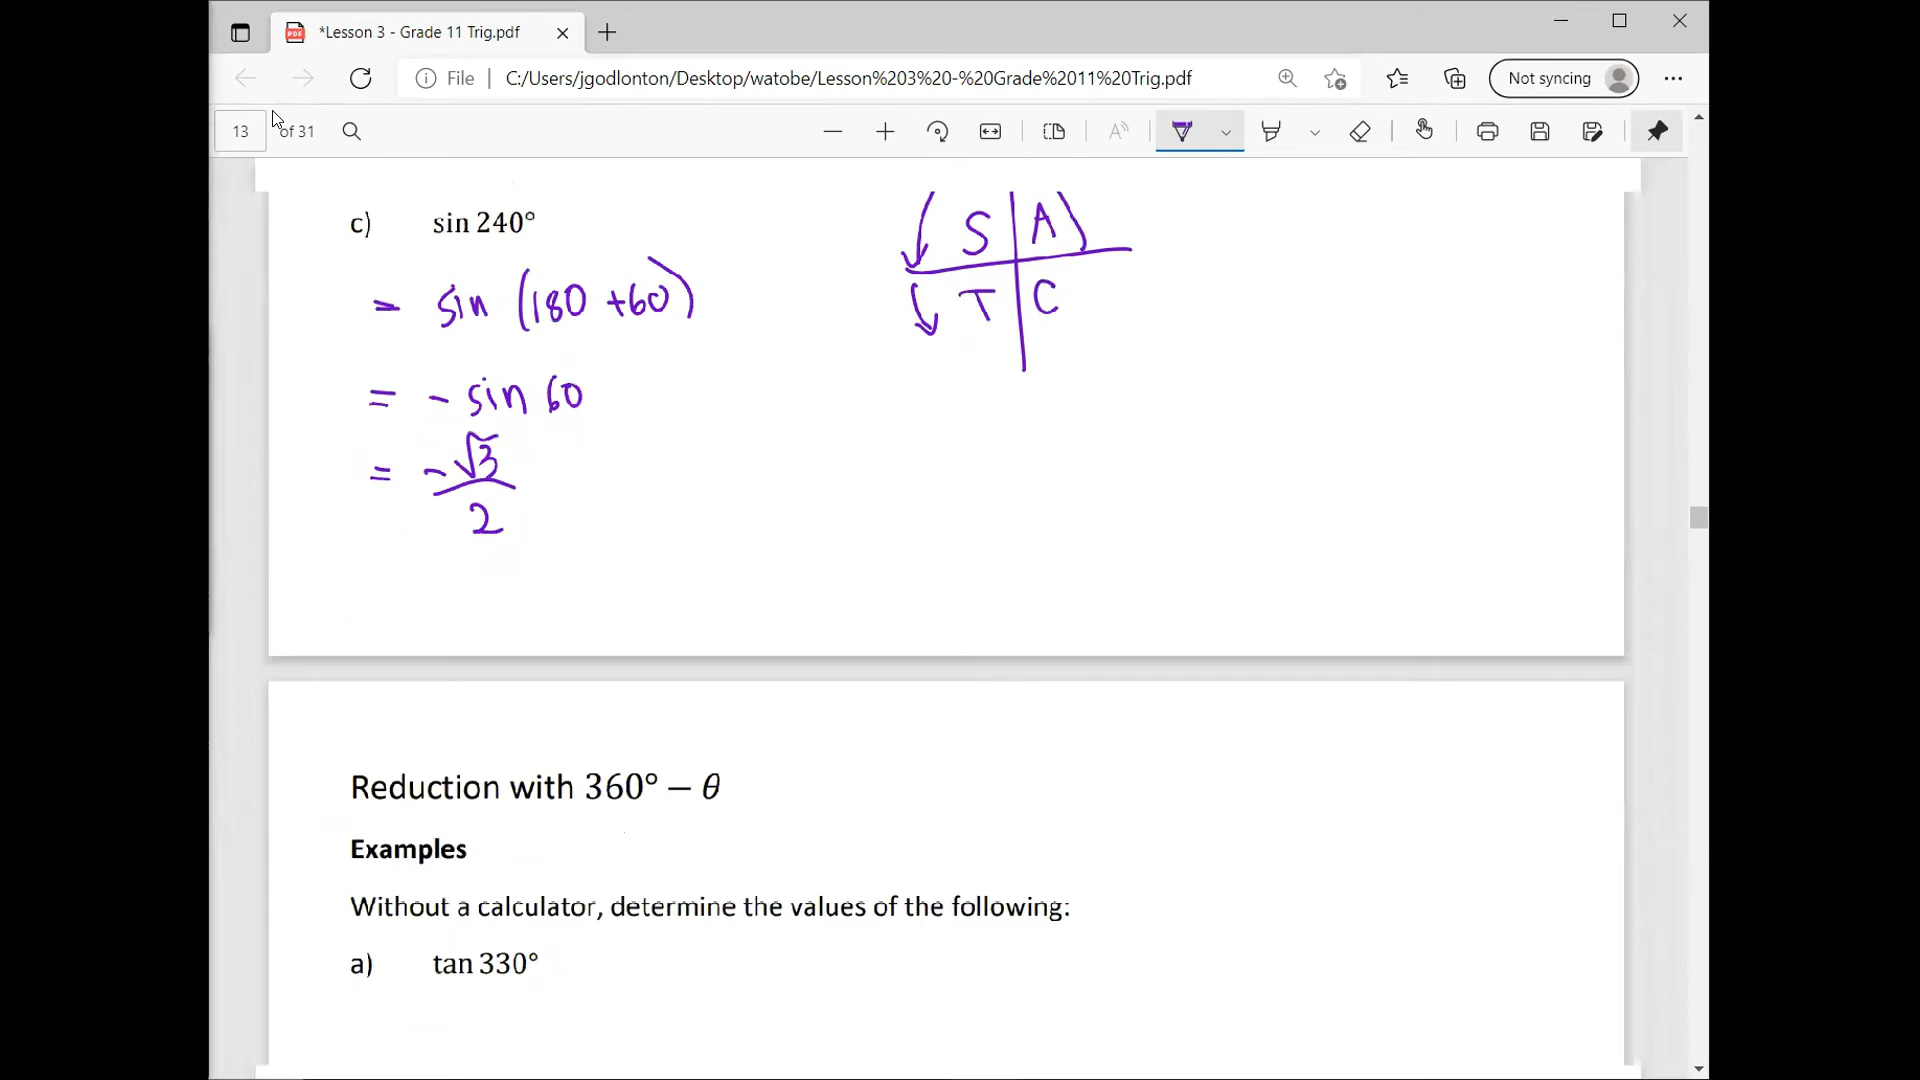 *Lesson 3 - Grade 11 Trig.pdf
File C:/Users/jgodlonton/Desktop/watobe/Lesson%203%20-%20Grade%2011%20Trig.pdf Not syncing
13 of 31
c) sin 240°
= sin (180 +60)
= - sin 60
= -√3/2
S A
T C
Reduction with 360° − θ
Examples
Without a calculator, determine the values of the following:
a) tan 330°